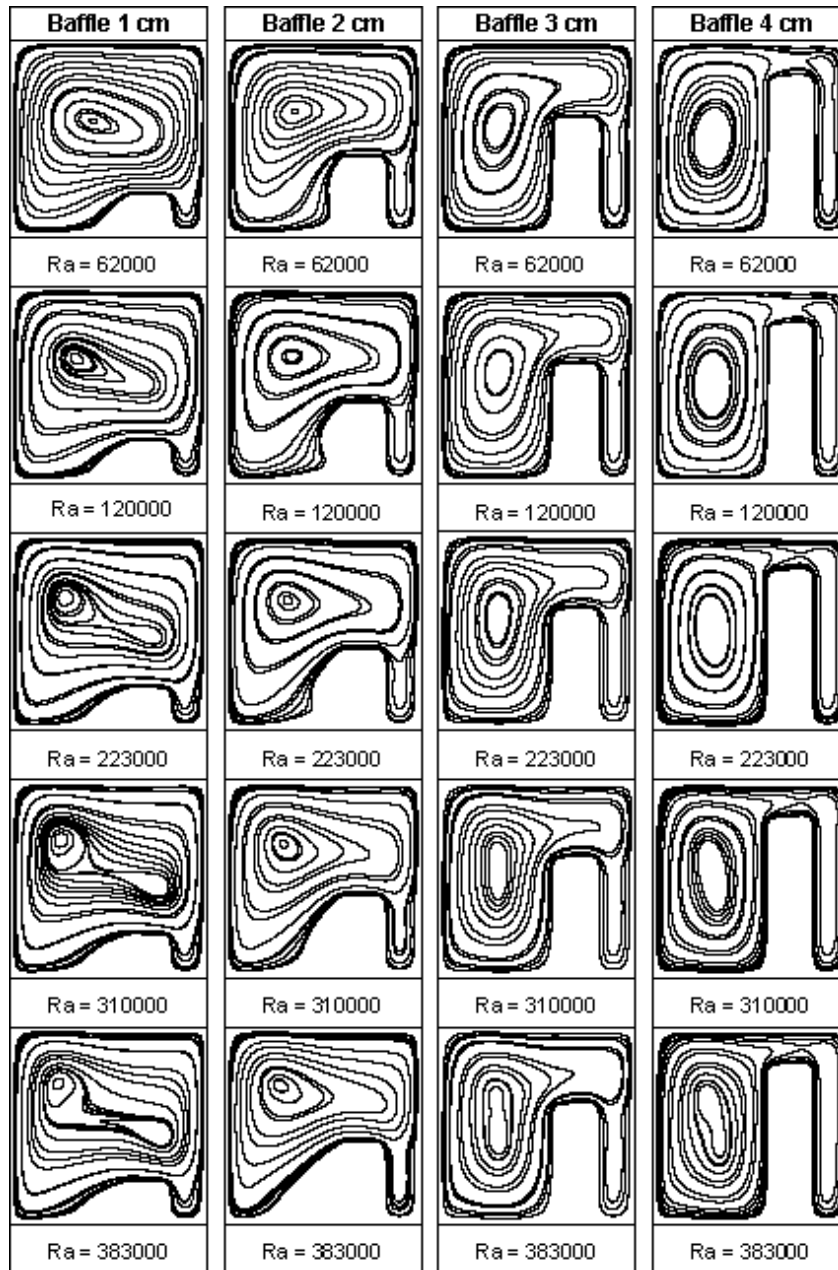 Baffle 1 cm Baffle 2 cm Baffle 3 cm Baffle 4 cm
Ra = 62000 Ra = 62000 Ra = 62000 Ra = 62000
Ra = 120000 Ra = 120000 Ra = 120000 Ra = 120000
Ra = 223000 Ra = 223000 Ra = 223000 Ra = 223000
Ra = 310000 Ra = 310000 Ra = 310000 Ra = 310000
Ra = 383000 Ra = 383000 Ra = 383000 Ra = 383000